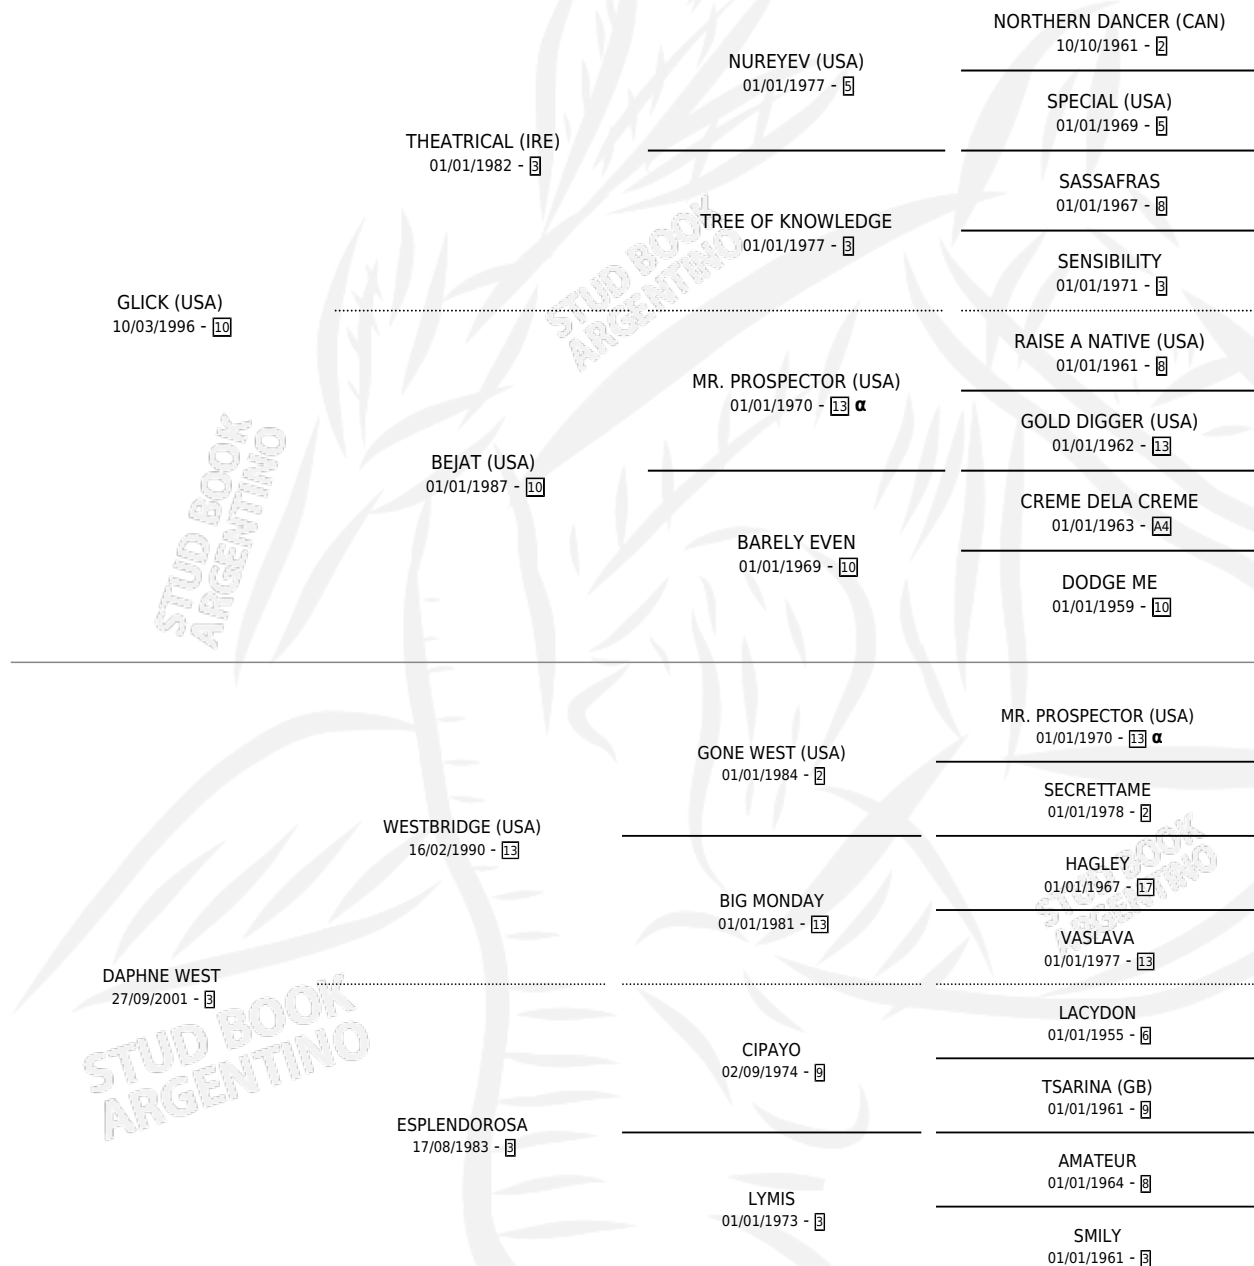 NORTHERN DANCER (CAN)
10/10/1961 - 2
NUREYEV (USA)
01/01/1977 - 5
SPECIAL (USA)
01/01/1969 - 5
THEATRICAL (IRE)
01/01/1982 - 3
SASSAFRAS
01/01/1967 - 8
TREE OF KNOWLEDGE
01/01/1977 - 3
SENSIBILITY
01/01/1971 - 3
STUD BOOK
ARGENTINO
GLICK (USA)
10/03/1996 - 10
RAISE A NATIVE (USA)
01/01/1961 - 8
MR. PROSPECTOR (USA)
01/01/1970 - 13 α
GOLD DIGGER (USA)
01/01/1962 - 13
BEJAT (USA)
01/01/1987 - 10
CREME DELA CREME
01/01/1963 - A4
BARELY EVEN
01/01/1969 - 10
DODGE ME
01/01/1959 - 10
STUD BOOK
ARGENTINO
MR. PROSPECTOR (USA)
01/01/1970 - 13 α
GONE WEST (USA)
01/01/1984 - 2
SECRETTAME
01/01/1978 - 2
WESTBRIDGE (USA)
16/02/1990 - 13
HAGLEY
01/01/1967 - 17
BIG MONDAY
01/01/1981 - 13
VASLAVA
01/01/1977 - 13
STUD BOOK
ARGENTINO
DAPHNE WEST
27/09/2001 - 3
LACYDON
01/01/1955 - 6
CIPAYO
02/09/1974 - 9
TSARINA (GB)
01/01/1961 - 9
ESPLENDOROSA
17/08/1983 - 3
AMATEUR
01/01/1964 - 8
LYMIS
01/01/1973 - 3
SMILY
01/01/1961 - 3
STUD BOOK
ARGENTINO